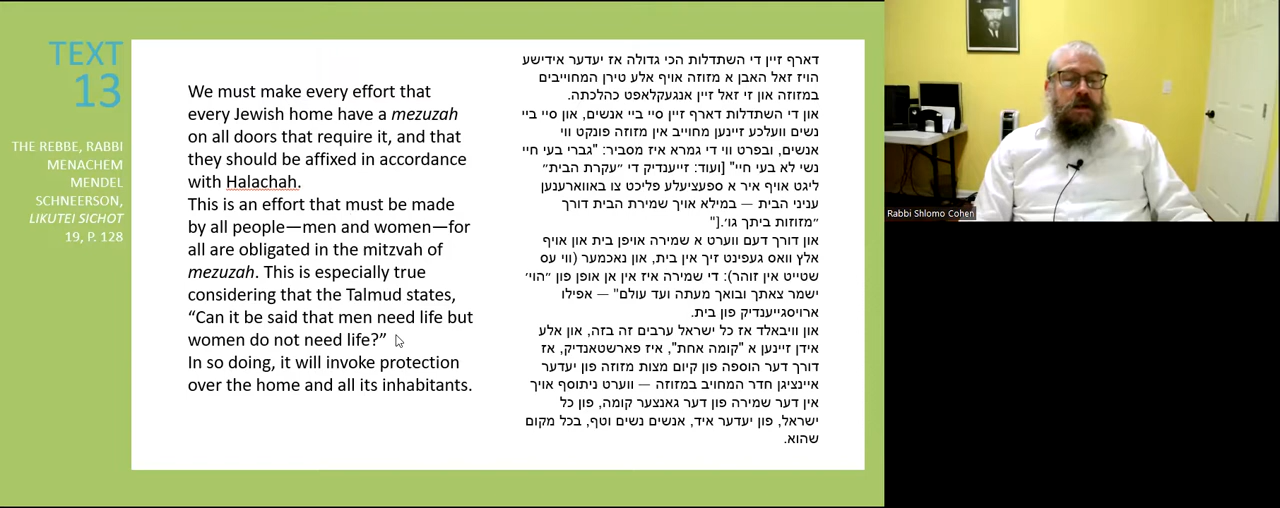 TEXT
13
THE REBBE, RABBI
MENACHEM
MENDEL
SCHNEERSON,
LIKUTEI SICHOT
19, P. 128
We must make every effort that
every Jewish home have a mezuzah
on all doors that require it, and that
they should be affixed in accordance
with Halachah.
This is an effort that must be made
by all people—men and women—for
all are obligated in the mitzvah of
mezuzah. This is especially true
considering that the Talmud states,
“Can it be said that men need life but
women do not need life?”
In so doing, it will invoke protection
over the home and all its inhabitants.
דארף זיין די השתדלות הכי גדולה אז יעדער אידישע
הויז זאל האבן א מזוזה אויף אלע טירן המחוייבים
במזוזה און זי זאל זיין אנגעקלאפט כהלכתה.
און די השתדלות דארף זיין סיי ביי אנשים, און סיי ביי
נשים וועלכע זיינען מחוייב אין מזוזה פונקט ווי
אנשים, ובפרט ווי די גמרא איז מסביר: "גברי בעי חיי
נשי לא בעי חיי" [ועוד: זייענדיק די ״עקרת הבית״
ליגט אויף איר א ספעציעלע פליכט צו באווארענען
עניני הבית — במילא אויך שמירת הבית דורך
״מזוזות ביתך גו׳.["
און דורך דעם ווערט א שמירה אויפן בית און אויף
אלץ וואס געפינט זיך אין בית, און נאכמער (ווי עס
שטייט אין זוהר): די שמירה איז אין אן אופן פון ״הוי׳
ישמר צאתך ובואך מעתה ועד עולם" — אפילו
ארויסגייענדיק פון בית.
און וויבאלד אז כל ישראל ערבים זה בזה, און אלע
אידן זיינען א "קומה אחת", איז פארשטאנדיק, אז
דורך דער הוספה פון קיום מצות מזוזה פון יעדער
איינציגן חדר המחויב במזוזה — ווערט ניתוסף אויך
אין דער שמירה פון דער גאנצער קומה, פון כל
ישראל, פון יעדער איד, אנשים נשים וטף, בכל מקום
שהוא.
Rabbi Shlomo Cohen